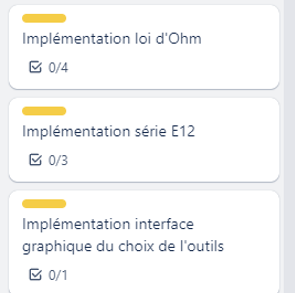 Implémentation loi d'Ohm
0/4
Implémentation série E12
0/3
Implémentation interface
graphique du choix de l'outils
0/1